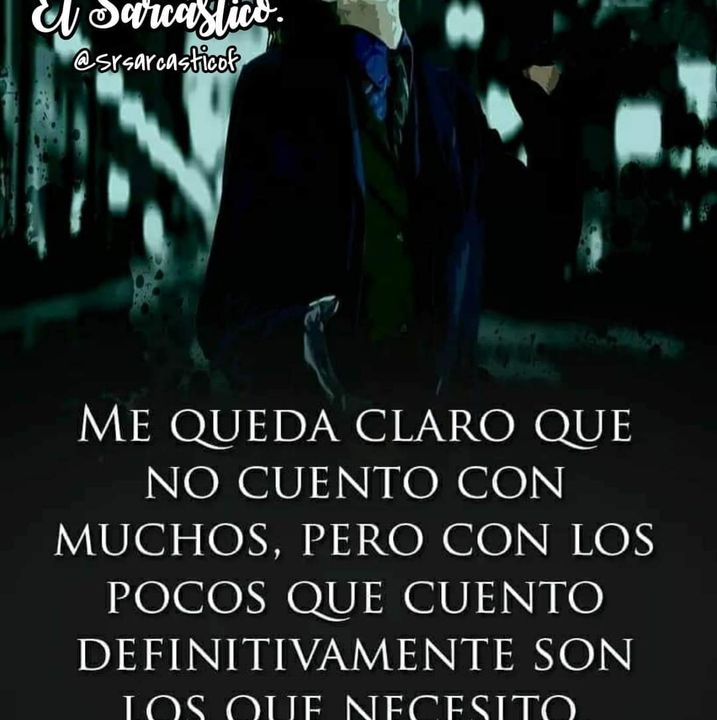 El Sarcastico.
@srsarcasticof
ME QUEDA CLARO QUE
NO CUENTO CON
MUCHOS, PERO CON LOS
POCOS QUE CUENTO
DEFINITIVAMENTE SON
LOS QUE NECESITO